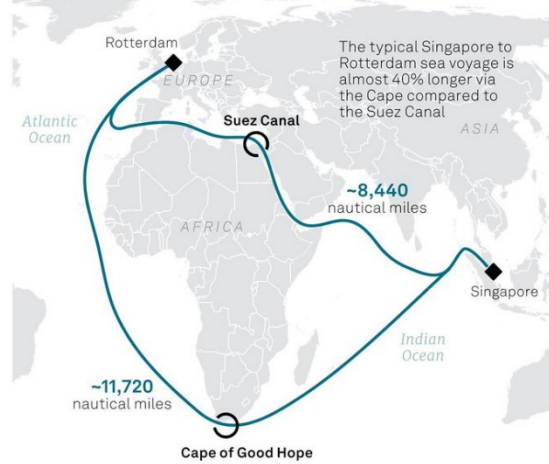 Rotterdam
EUROPE
The typical Singapore to
Rotterdam sea voyage is
almost 40% longer via
the Cape compared to
the Suez Canal
Atlantic
Ocean
Suez Canal
ASIA
~8,440
nautical miles
AFRICA
Singapore
Indian
Ocean
~11,720
nautical miles
Cape of Good Hope